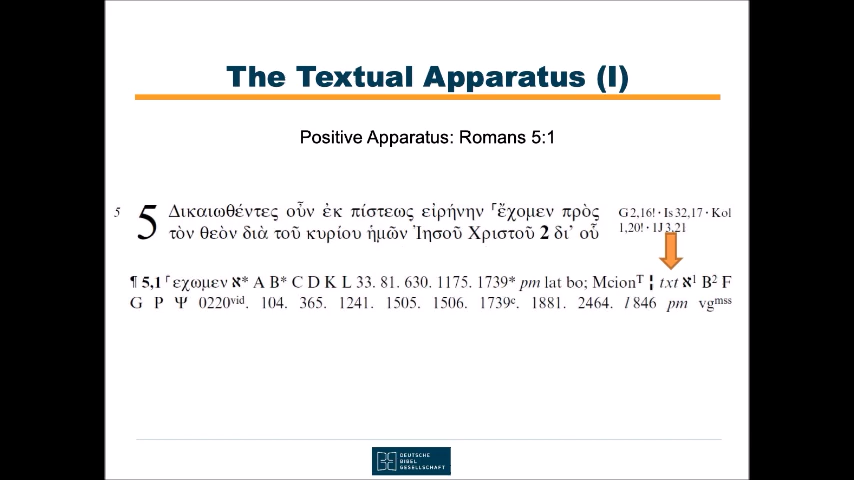 The Textual Apparatus (I)
Positive Apparatus: Romans 5:1
5 5 Δικαιωθέντες οὖν ἐκ πίστεως εἰρήνην ⸀ἔχομεν πρὸς
τὸν θεὸν διὰ τοῦ κυρίου ἡμῶν Ἰησοῦ Χριστοῦ 2 δι’ οὗ
G 2,16! · Is 32,17 · Kol
1,20! · 1J 3,21
¶ 5,1 ⸀εχωμεν א* A B* C D K L 33. 81. 630. 1175. 1739* pm lat bo; McionT ¦ txt א1 B2 F
G P Ψ 0220vid. 104. 365. 1241. 1505. 1506. 1739c. 1881. 2464. l 846 pm vgmss
DEUTSCHE
BIBEL
GESELLSCHAFT